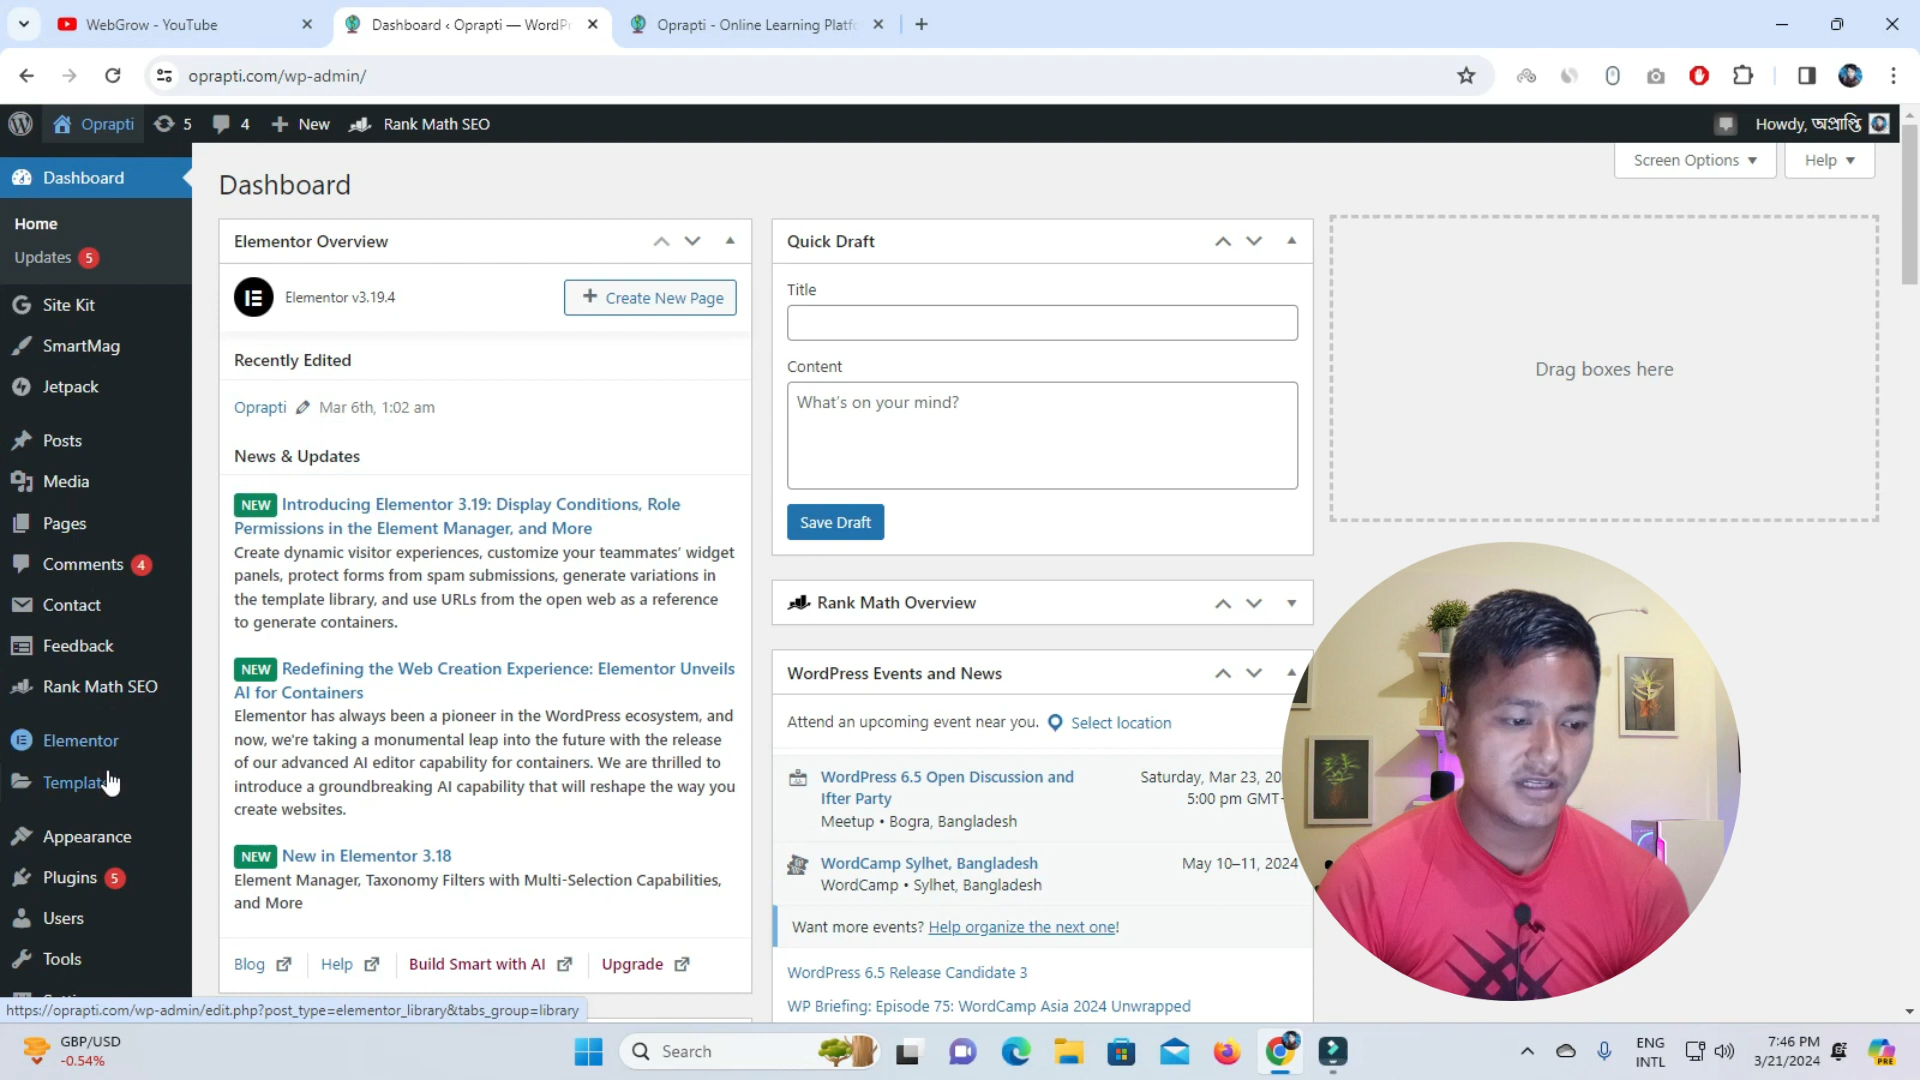 WebGrow - YouTube
Dashboard ‹ Oprapti — WordPr
Oprapti - Online Learning Platfo
oprapti.com/wp-admin/
Oprapti
5
4
New
Rank Math SEO
Howdy, অপ্রাপ্তি
Screen Options
Help
Dashboard
Home
Updates 5
Site Kit
SmartMag
Jetpack
Posts
Media
Pages
Comments 4
Contact
Feedback
Rank Math SEO
Elementor
Templat
Appearance
Plugins 5
Users
Tools
Dashboard
Elementor Overview
Elementor v3.19.4
Create New Page
Recently Edited
Oprapti Mar 6th, 1:02 am
News & Updates
NEW Introducing Elementor 3.19: Display Conditions, Role
Permissions in the Element Manager, and More
Create dynamic visitor experiences, customize your teammates' widget
panels, protect forms from spam submissions, generate variations in
the template library, and use URLs from the open web as a reference
to generate containers.
NEW Redefining the Web Creation Experience: Elementor Unveils
AI for Containers
Elementor has always been a pioneer in the WordPress ecosystem, and
now, we're taking a monumental leap into the future with the release
of our advanced AI editor capability for containers. We are thrilled to
introduce a groundbreaking AI capability that will reshape the way you
create websites.
NEW New in Elementor 3.18
Element Manager, Taxonomy Filters with Multi-Selection Capabilities,
and More
Blog
Help
Build Smart with AI
Upgrade
Quick Draft
Title
Content
What's on your mind?
Save Draft
Rank Math Overview
WordPress Events and News
Attend an upcoming event near you. Select location
WordPress 6.5 Open Discussion and
Ifter Party
Meetup • Bogra, Bangladesh
Saturday, Mar 23, 20
5:00 pm GMT-
WordCamp Sylhet, Bangladesh
WordCamp • Sylhet, Bangladesh
May 10–11, 2024
Want more events? Help organize the next one!
WordPress 6.5 Release Candidate 3
WP Briefing: Episode 75: WordCamp Asia 2024 Unwrapped
Drag boxes here
https://oprapti.com/wp-admin/edit.php?post_type=elementor_library&tabs_group=library
GBP/USD
-0.54%
Search
ENG
INTL
7:46 PM
3/21/2024
PRE